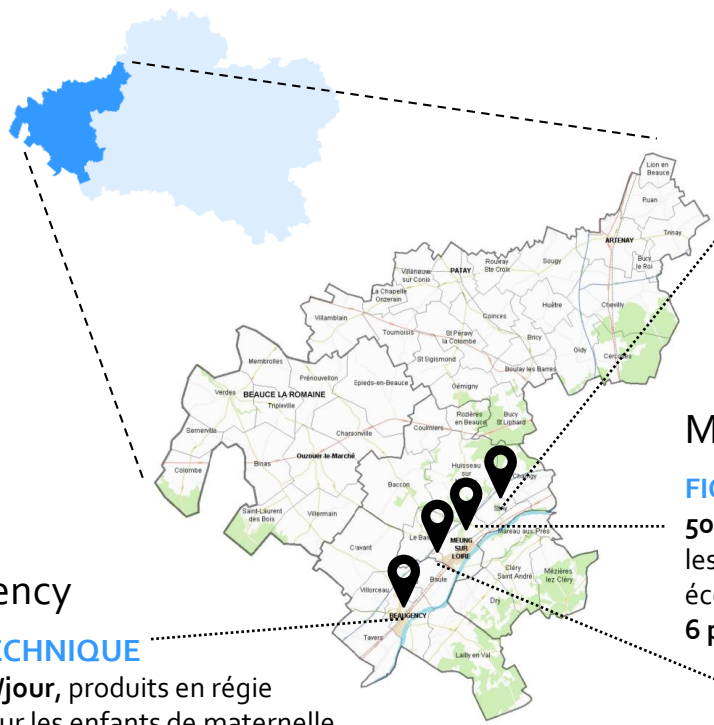 Lion en
Beauce
Ruan
Trinay
ARTENAY
Bucy
le Roi
Rouvray
Ste Croix
Sougy
PATAY
Villeneuve
sur Conie
La Chapelle
Onzerain
Huêtre
Chevilly
Villamblain
Coinces
Tournoisis
St Péravy
la Colombe
Bricy
Gidy
Cercottes
St Sigismond
Boulay les Barres
Membrolles
Prénouvellon
Epieds-en-Beauce
Gémigny
Verdes
BEAUCE LA ROMAINE
Tripleville
Rozières
en Beauce
Bucy
St Liphard
Coulmiers
Semerville
Charsonville
Ouzouer-le-Marché
Huisseau
sur
Colombe
Binas
Baccon
M
FIC
Saint-Laurent
des Bois
Villermain
50
Mareau aux Prés
Cravant
Le Ba
MEUNG
SUR
LOIRE
les
Cléry
Saint André
Mézières
lez Cléry
éco
Villorceau
Baule
6 p
Dry
ency
BEAUGENCY
Tavers
ECHNIQUE
Lailly en Val
/jour, produits en régie
ur les enfants de maternelle